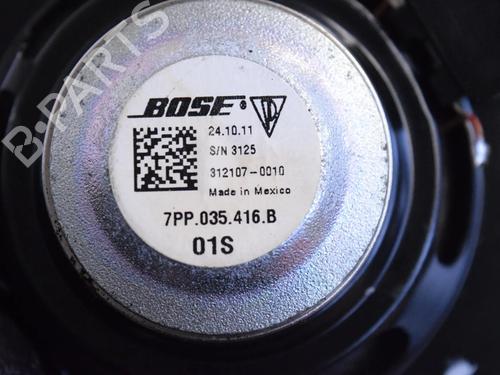 B-PARTS
BOSE®
24.10.11
S/N 3125
312107-0010
Made in Mexico
7PP.035.416.B
01S